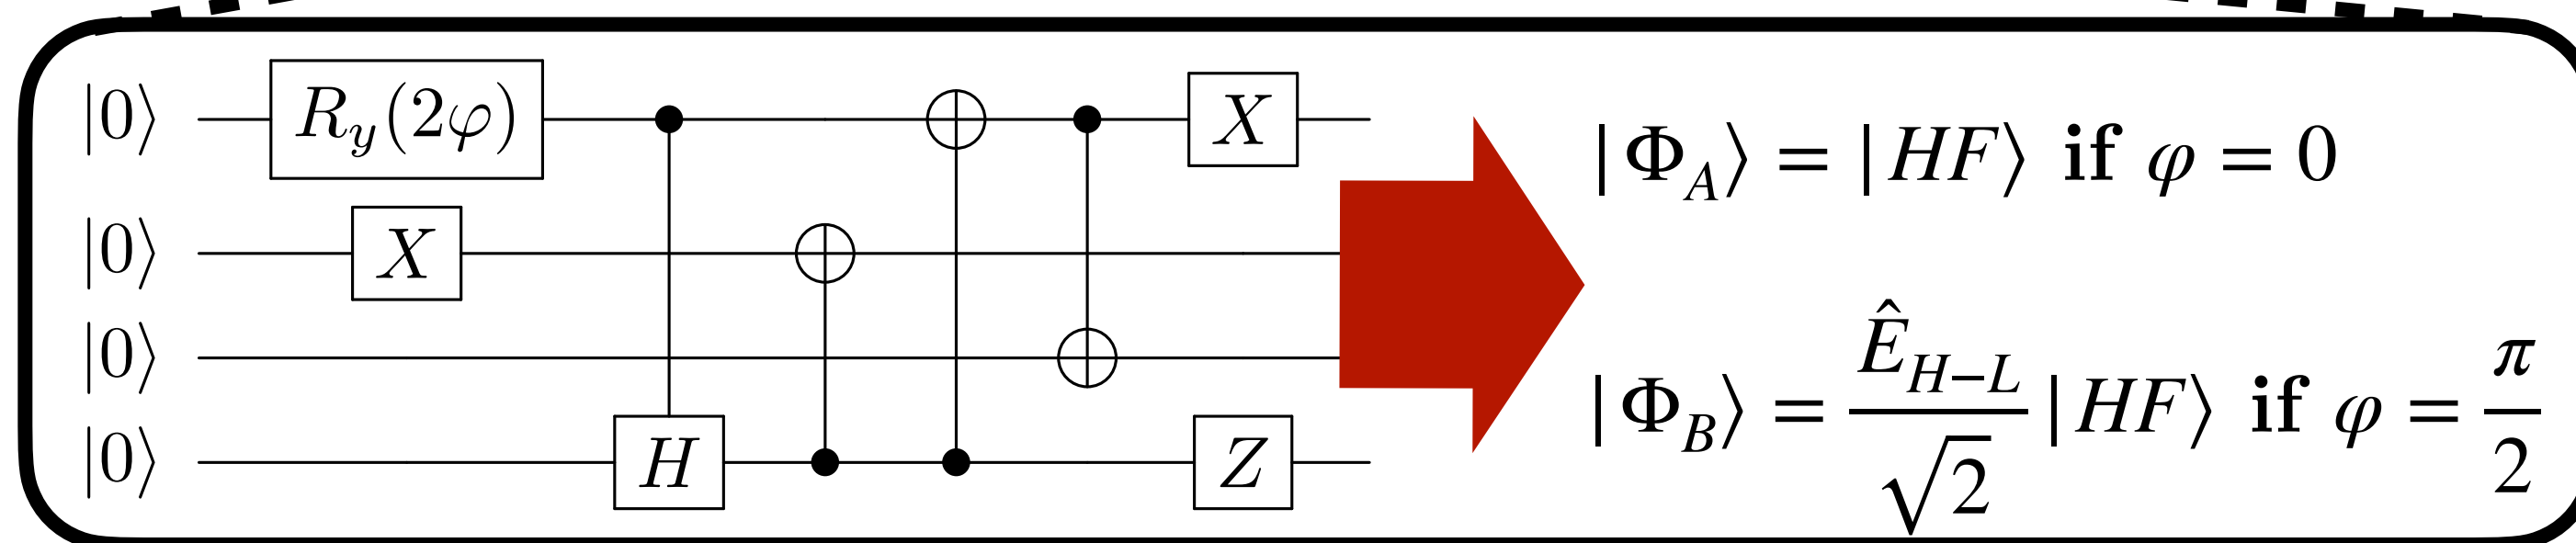 |0⟩ R_y(2φ) X
|0⟩ X
|0⟩
|0⟩ H Z
|Φ_A⟩ = |HF⟩ if φ = 0
|Φ_B⟩ = Ê_{H−L}/√2 |HF⟩ if φ = π/2